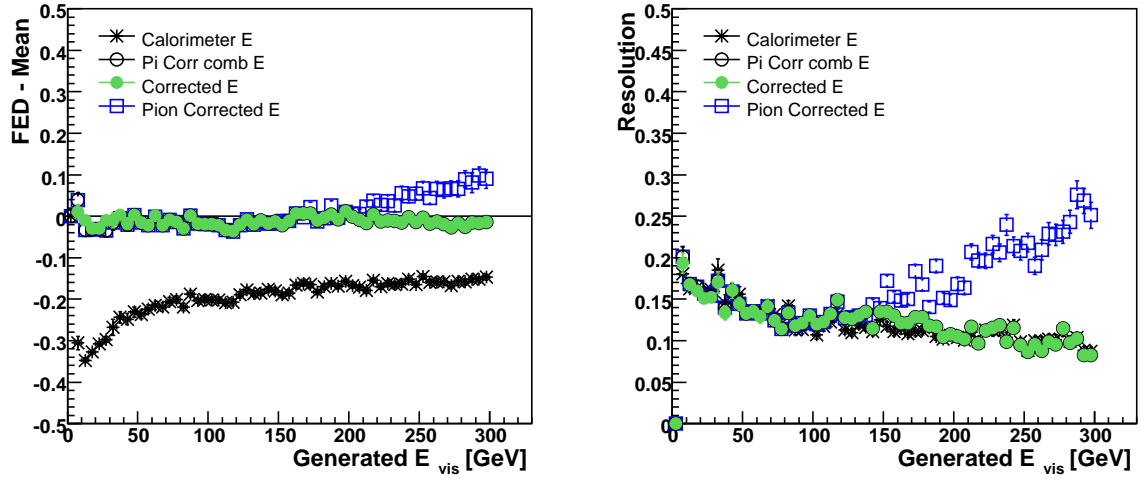 FED - Mean
0.5
0.4
0.3
0.2
0.1
0
-0.1
-0.2
-0.3
-0.4
-0.5
Calorimeter E
Pi Corr comb E
Corrected E
Pion Corrected E
0 50 100 150 200 250 300
Generated E vis [GeV]
Resolution
0.5
0.45
0.4
0.35
0.3
0.25
0.2
0.15
0.1
0.05
0
Calorimeter E
Pi Corr comb E
Corrected E
Pion Corrected E
0 50 100 150 200 250 300
Generated E vis [GeV]